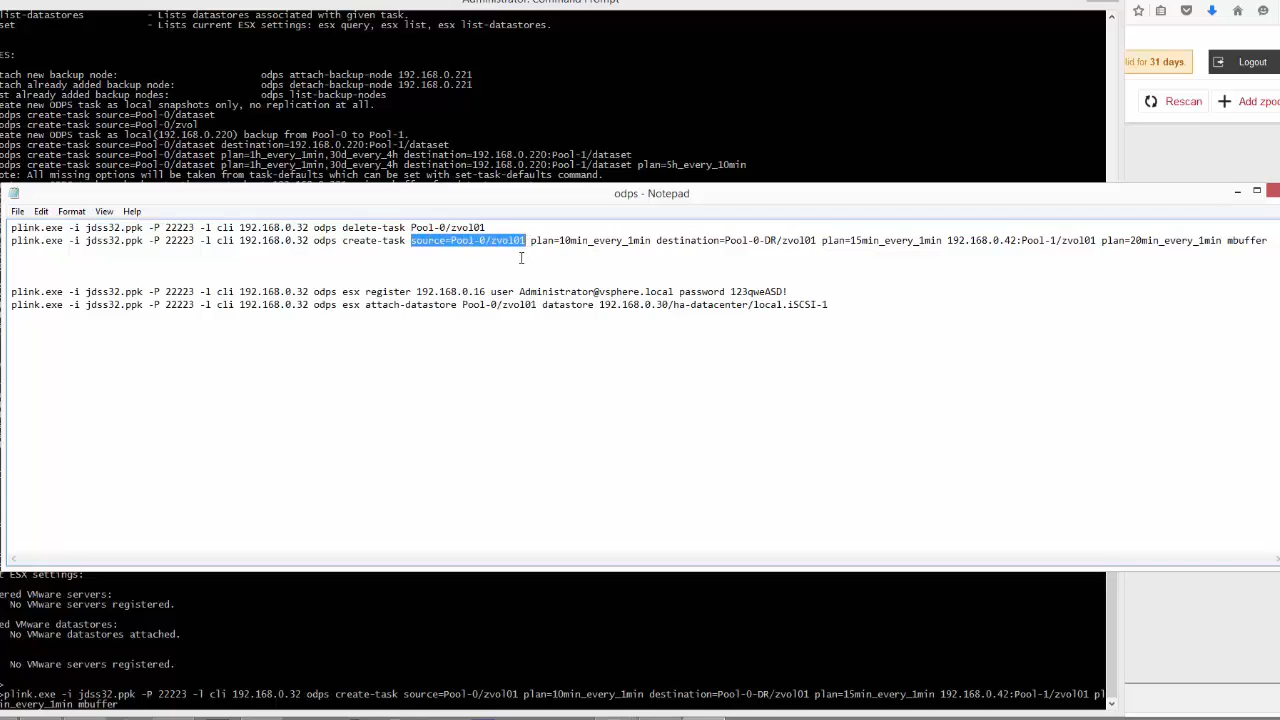 Administrator: Command Prompt
list-datastores - Lists datastores associated with given task.
set - Lists current ESX settings: esx query, esx list, esx list-datastores.
ES:
tach new backup node: odps attach-backup-node 192.168.0.221
etach already added backup node: odps detach-backup-node 192.168.0.221
st already added backup nodes: odps list-backup-nodes
reate new ODPS task as local snapshots only, no replication at all.
odps create-task source=Pool-0/dataset
odps create-task source=Pool-0/zvol
reate new ODPS task as local(192.168.0.220) backup from Pool-0 to Pool-1.
odps create-task source=Pool-0/dataset destination=192.168.0.220:Pool-1/dataset
odps create-task source=Pool-0/dataset plan=1h_every_1min,30d_every_4h destination=192.168.0.220:Pool-1/dataset
odps create-task source=Pool-0/dataset plan=1h_every_1min,30d_every_4h destination=192.168.0.220:Pool-1/dataset plan=5h_every_10min
ote: All missing options will be taken from task-defaults which can be set with set-task-defaults command.
lid for 31 days.
Logout
Rescan
Add zpoo
odps - Notepad
File Edit Format View Help
plink.exe -i jdss32.ppk -P 22223 -l cli 192.168.0.32 odps delete-task Pool-0/zvol01
plink.exe -i jdss32.ppk -P 22223 -l cli 192.168.0.32 odps create-task source=Pool-0/zvol01 plan=10min_every_1min destination=Pool-0-DR/zvol01 plan=15min_every_1min 192.168.0.42:Pool-1/zvol01 plan=20min_every_1min mbuffer
plink.exe -i jdss32.ppk -P 22223 -l cli 192.168.0.32 odps esx register 192.168.0.16 user Administrator@vsphere.local password 123qweASD!
plink.exe -i jdss32.ppk -P 22223 -l cli 192.168.0.32 odps esx attach-datastore Pool-0/zvol01 datastore 192.168.0.30/ha-datacenter/local.iSCSI-1
t ESX settings:
ered VMware servers:
No VMware servers registered.
ed VMware datastores:
No VMware datastores attached.
No VMware servers registered.
>
>plink.exe -i jdss32.ppk -P 22223 -l cli 192.168.0.32 odps create-task source=Pool-0/zvol01 plan=10min_every_1min destination=Pool-0-DR/zvol01 plan=15min_every_1min 192.168.0.42:Pool-1/zvol01 pl
in_every_1min mbuffer